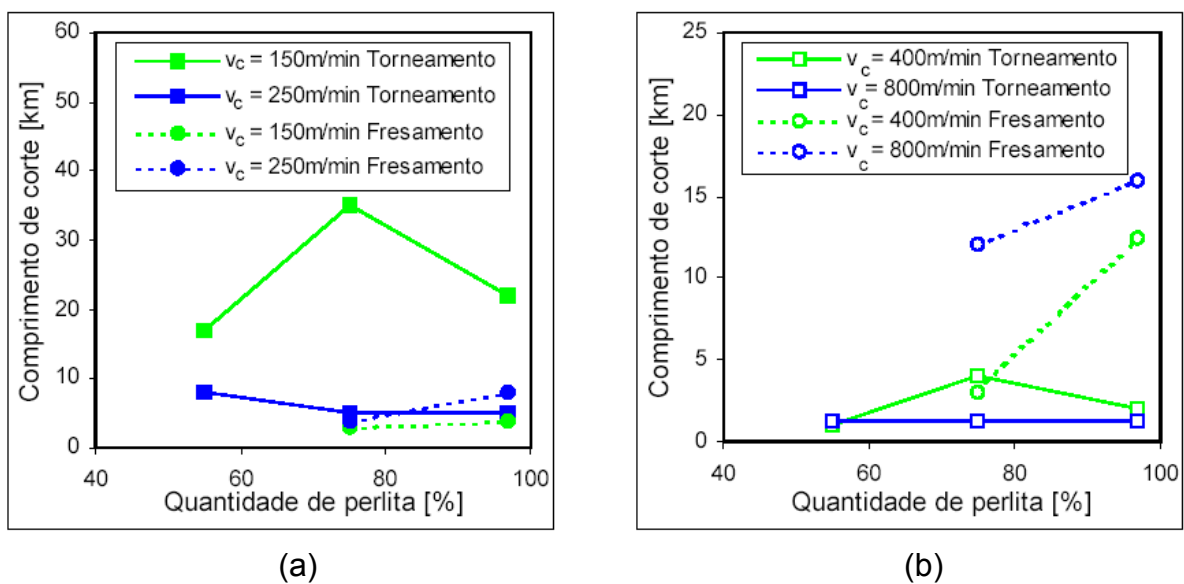 Comprimento de corte [km]
60
50
40
30
20
10
0
v_c = 150m/min Torneamento
v_c = 250m/min Torneamento
v_c = 150m/min Fresamento
v_c = 250m/min Fresamento
40 60 80 100
Quantidade de perlita [%]
(a)
Comprimento de corte [km]
25
20
15
10
5
0
v_c = 400m/min Torneamento
v_c = 800m/min Torneamento
v_c = 400m/min Fresamento
v_c = 800m/min Fresamento
40 60 80 100
Quantidade de perlita [%]
(b)